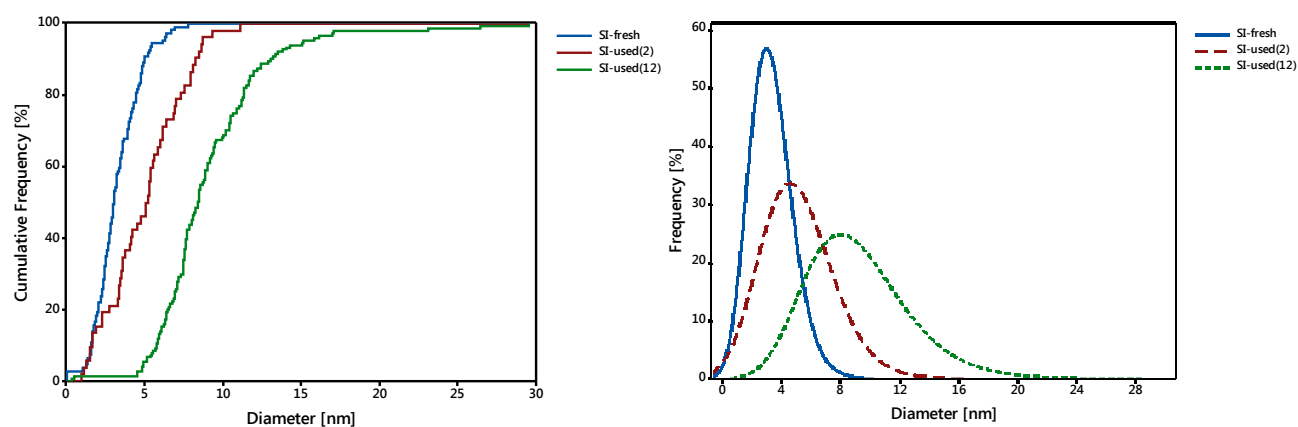 100
80
60
40
20
0
Cumulative Frequency [%]
0 5 10 15 20 25 30
Diameter [nm]
SI-fresh
SI-used(2)
SI-used(12)
60
50
40
30
20
10
0
Frequency [%]
0 4 8 12 16 20 24 28
Diameter [nm]
SI-fresh
SI-used(2)
SI-used(12)